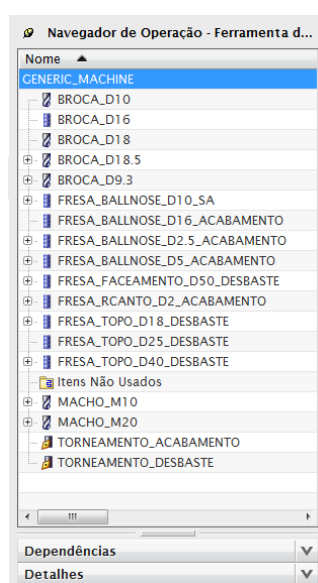 Navegador de Operação - Ferramenta d...
Nome
GENERIC_MACHINE
BROCA_D10
BROCA_D16
BROCA_D18
BROCA_D18.5
BROCA_D9.3
FRESA_BALLNOSE_D10_SA
FRESA_BALLNOSE_D16_ACABAMENTO
FRESA_BALLNOSE_D2.5_ACABAMENTO
FRESA_BALLNOSE_D5_ACABAMENTO
FRESA_FACEAMENTO_D50_DESBASTE
FRESA_RCANTO_D2_ACABAMENTO
FRESA_TOPO_D18_DESBASTE
FRESA_TOPO_D25_DESBASTE
FRESA_TOPO_D40_DESBASTE
Itens Não Usados
MACHO_M10
MACHO_M20
TORNEAMENTO_ACABAMENTO
TORNEAMENTO_DESBASTE
Dependências
Detalhes